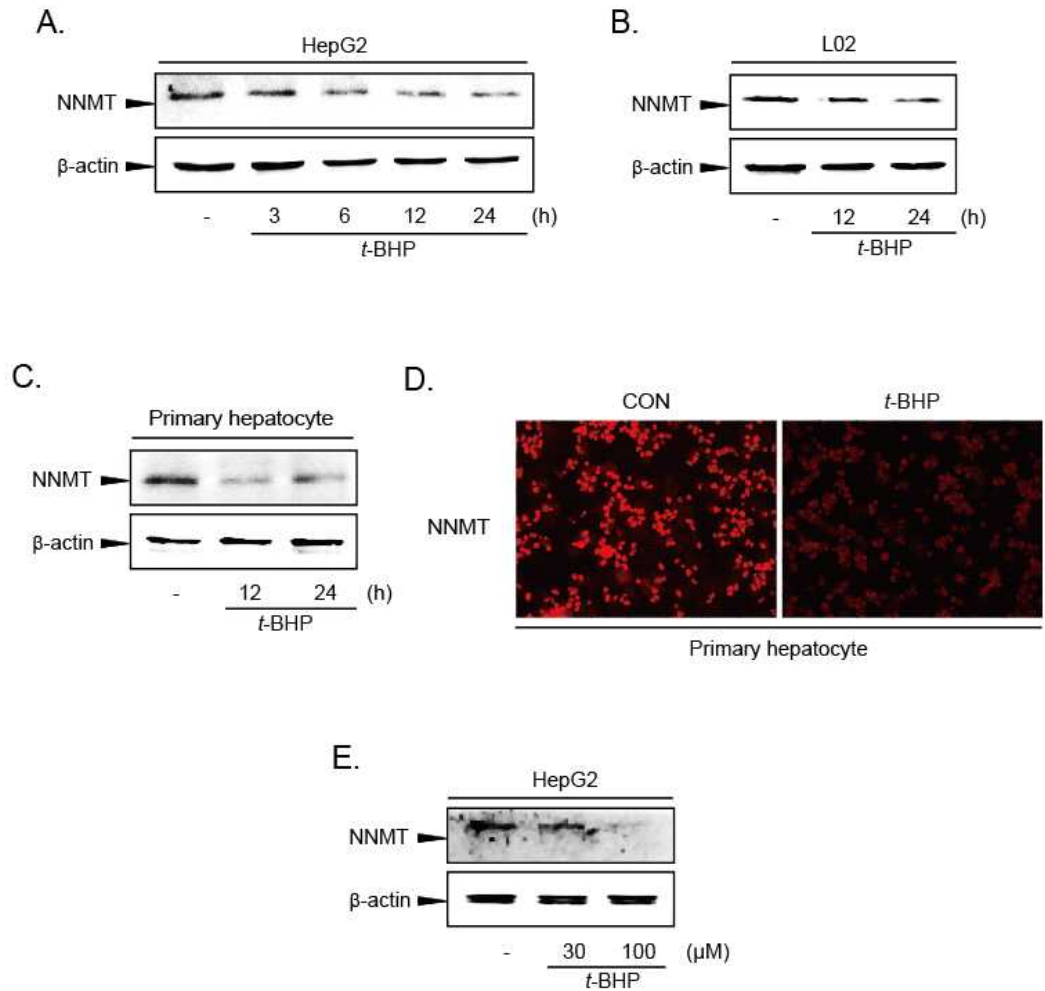 A.
HepG2
NNMT
β-actin
- 3 6 12 24 (h)
t-BHP
B.
L02
NNMT
β-actin
- 12 24 (h)
t-BHP
C.
Primary hepatocyte
NNMT
β-actin
- 12 24 (h)
t-BHP
D.
CON t-BHP
NNMT
Primary hepatocyte
E.
HepG2
NNMT
β-actin
- 30 100 (µM)
t-BHP